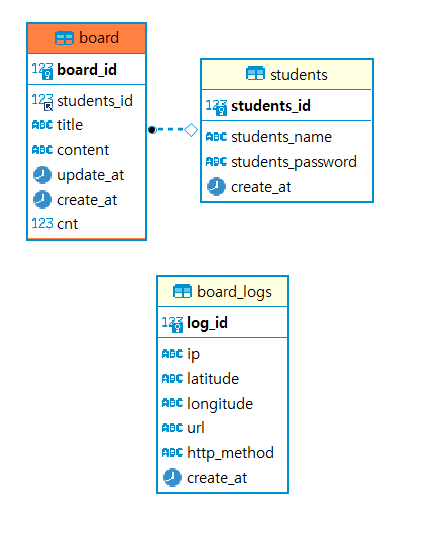 board
123 board_id
123 students_id
ABC title
ABC content
update_at
create_at
123 cnt
students
123 students_id
ABC students_name
ABC students_password
create_at
board_logs
123 log_id
ABC ip
ABC latitude
ABC longitude
ABC url
ABC http_method
create_at